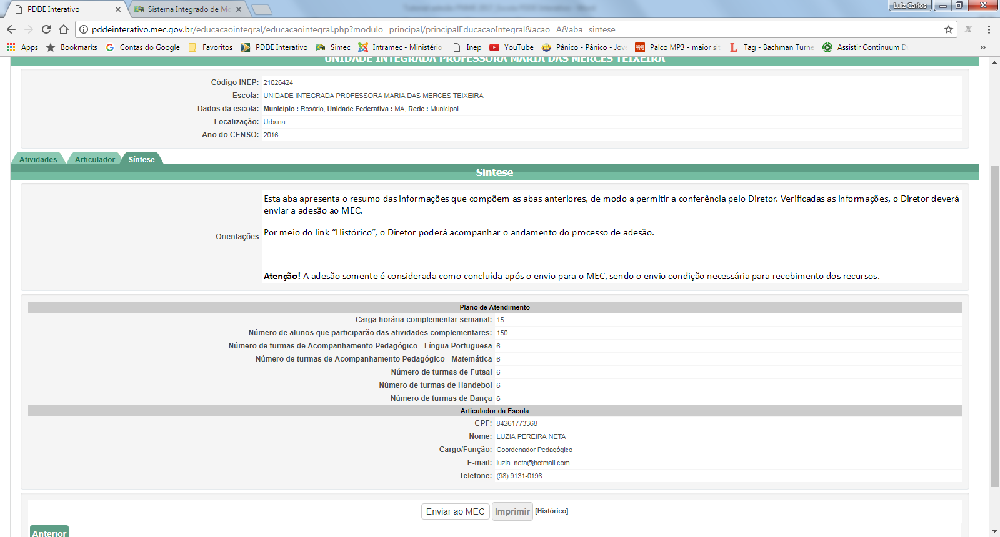 PDDE Interativo
Sistema Integrado de Mo
Luiz Carlos
pddeinterativo.mec.gov.br/educacaointegral/educacaointegral.php?modulo=principal/principalEducacaoIntegral&acao=A&aba=sintese
Apps Bookmarks Contas do Google Favoritos PDDE Interativo Simec Intramec - Ministério Inep YouTube Pânico - Pânico - Jov Palco MP3 - maior sit Tag - Bachman Turne Assistir Continuum D »
UNIDADE INTEGRADA PROFESSORA MARIA DAS MERCES TEIXEIRA
Código INEP: 21026424
Escola: UNIDADE INTEGRADA PROFESSORA MARIA DAS MERCES TEIXEIRA
Dados da escola: Município : Rosário, Unidade Federativa : MA, Rede : Municipal
Localização: Urbana
Ano do CENSO: 2016
Atividades Articulador Síntese
Síntese
Orientações
Esta aba apresenta o resumo das informações que compõem as abas anteriores, de modo a permitir a conferência pelo Diretor. Verificadas as informações, o Diretor deverá
enviar a adesão ao MEC.
Por meio do link “Histórico”, o Diretor poderá acompanhar o andamento do processo de adesão.
Atenção! A adesão somente é considerada como concluída após o envio para o MEC, sendo o envio condição necessária para recebimento dos recursos.
Plano de Atendimento
Carga horária complementar semanal: 15
Número de alunos que participarão das atividades complementares: 150
Número de turmas de Acompanhamento Pedagógico - Língua Portuguesa 6
Número de turmas de Acompanhamento Pedagógico - Matemática 6
Número de turmas de Futsal 6
Número de turmas de Handebol 6
Número de turmas de Dança 6
Articulador da Escola
CPF: 84261773368
Nome: LUZIA PEREIRA NETA
Cargo/Função: Coordenador Pedagógico
E-mail: luzia_neta@hotmail.com
Telefone: (98) 9131-0198
Enviar ao MEC Imprimir [Histórico]
Anterior